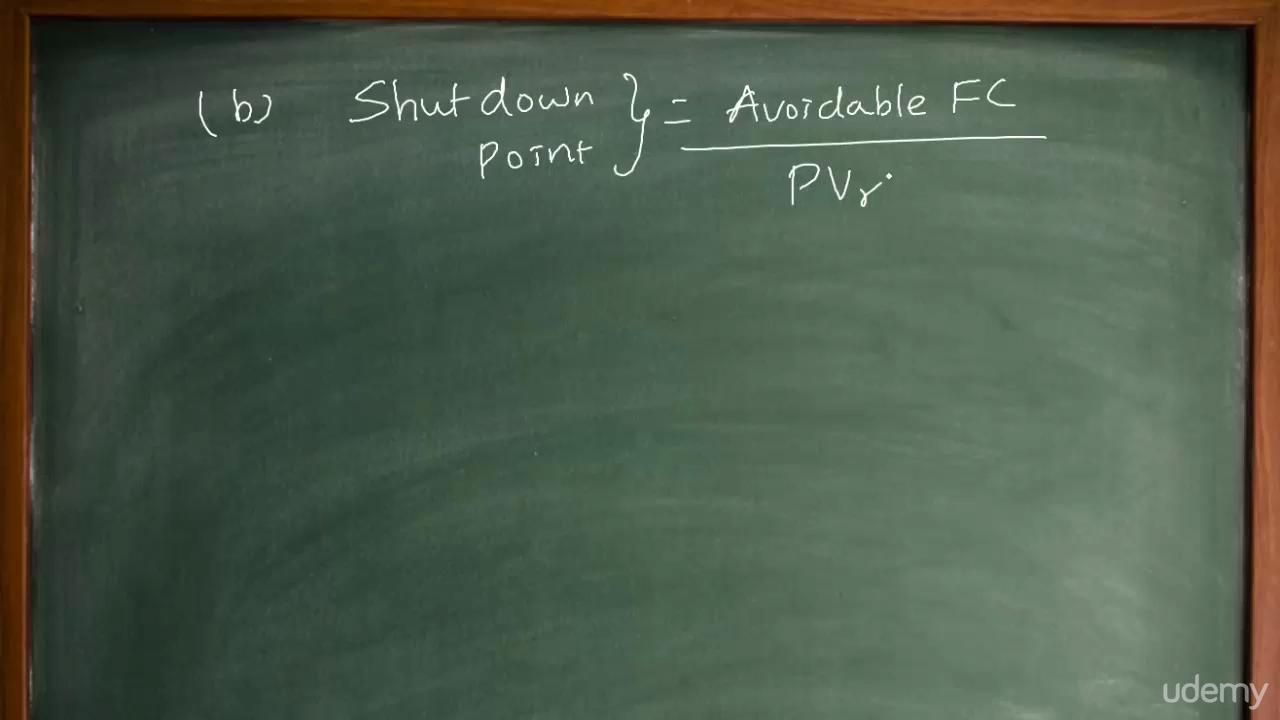 (b) Shut down } = Avoidable FC
point PVr
udemy